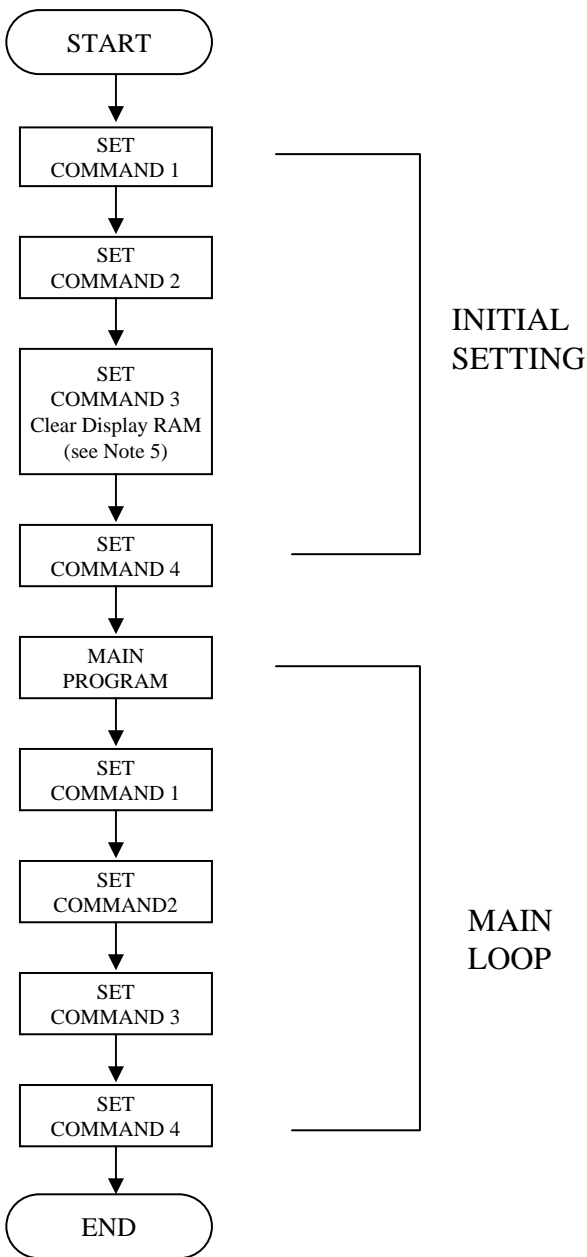 START
SET
COMMAND 1
SET
COMMAND 2
SET
COMMAND 3
Clear Display RAM
(see Note 5)
SET
COMMAND 4
INITIAL
SETTING
MAIN
PROGRAM
SET
COMMAND 1
SET
COMMAND2
SET
COMMAND 3
SET
COMMAND 4
MAIN
LOOP
END